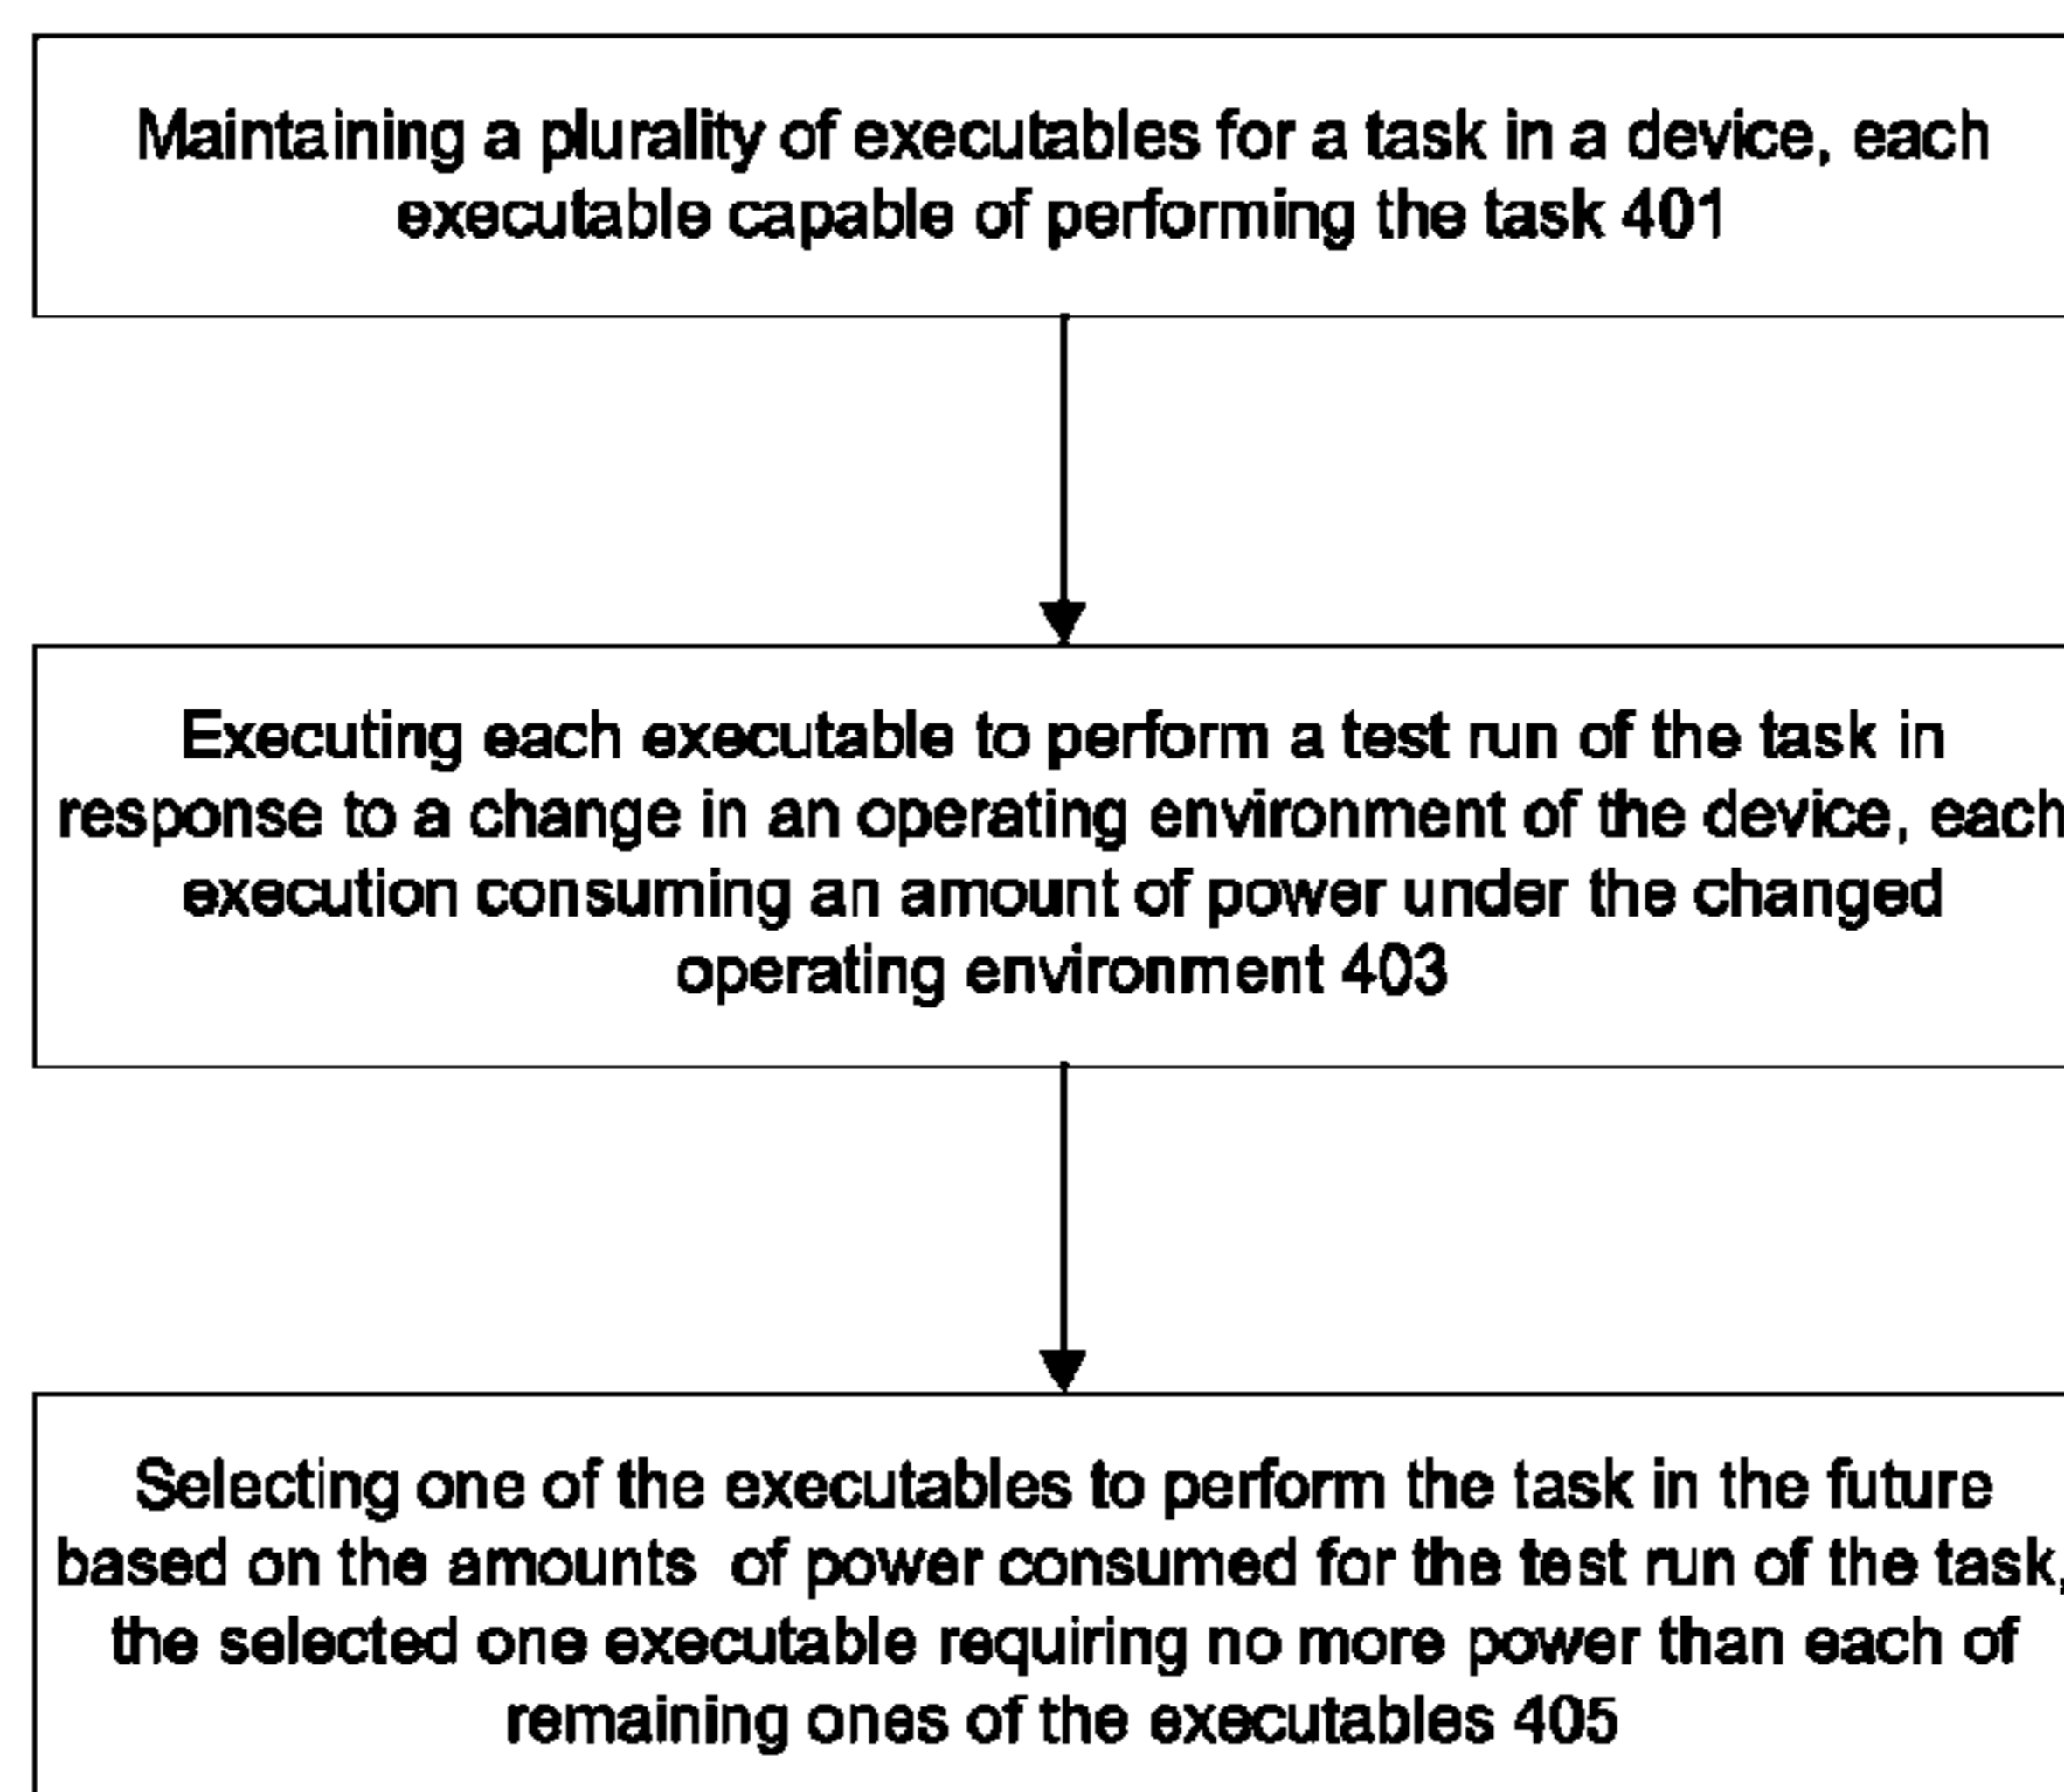 Maintaining a plurality of executables for a task in a device, each
executable capable of performing the task 401
Executing each executable to perform a test run of the task in
response to a change in an operating environment of the device, each
execution consuming an amount of power under the changed
operating environment 403
Selecting one of the executables to perform the task in the future
based on the amounts of power consumed for the test run of the task,
the selected one executable requiring no more power than each of
remaining ones of the executables 405